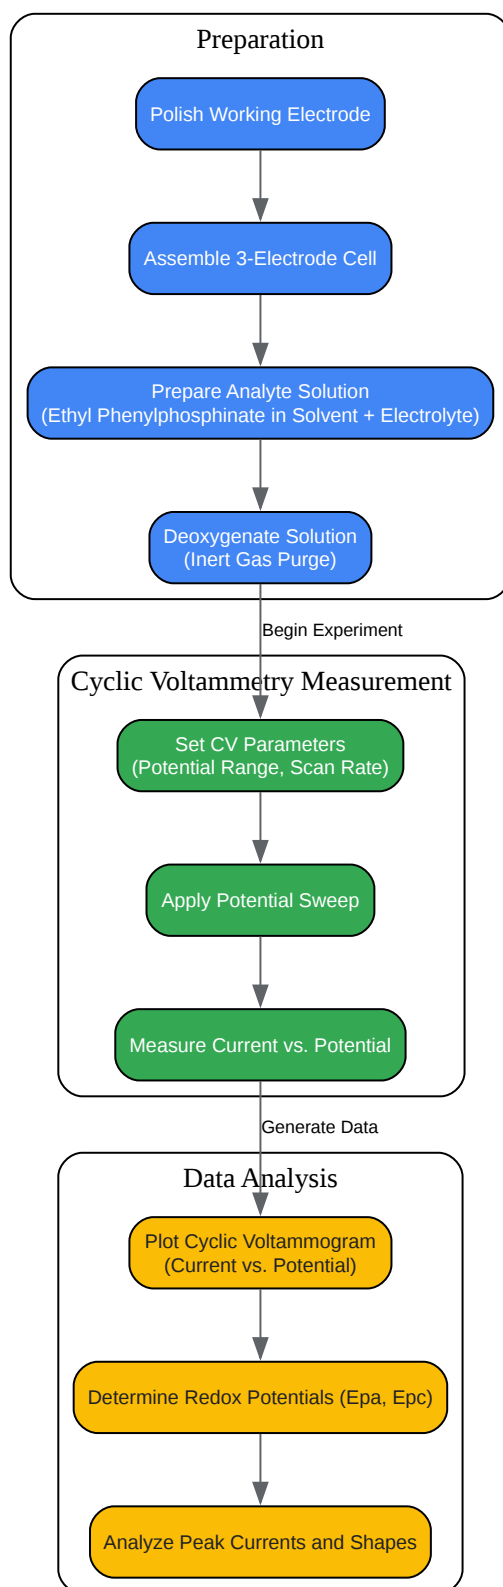 Preparation
Polish Working Electrode
Assemble 3-Electrode Cell
Prepare Analyte Solution
(Ethyl Phenylphosphinate in Solvent + Electrolyte)
Deoxygenate Solution
(Inert Gas Purge)
Begin Experiment
Cyclic Voltammetry Measurement
Set CV Parameters
(Potential Range, Scan Rate)
Apply Potential Sweep
Measure Current vs. Potential
Generate Data
Data Analysis
Plot Cyclic Voltammogram
(Current vs. Potential)
Determine Redox Potentials (Epa, Epc)
Analyze Peak Currents and Shapes